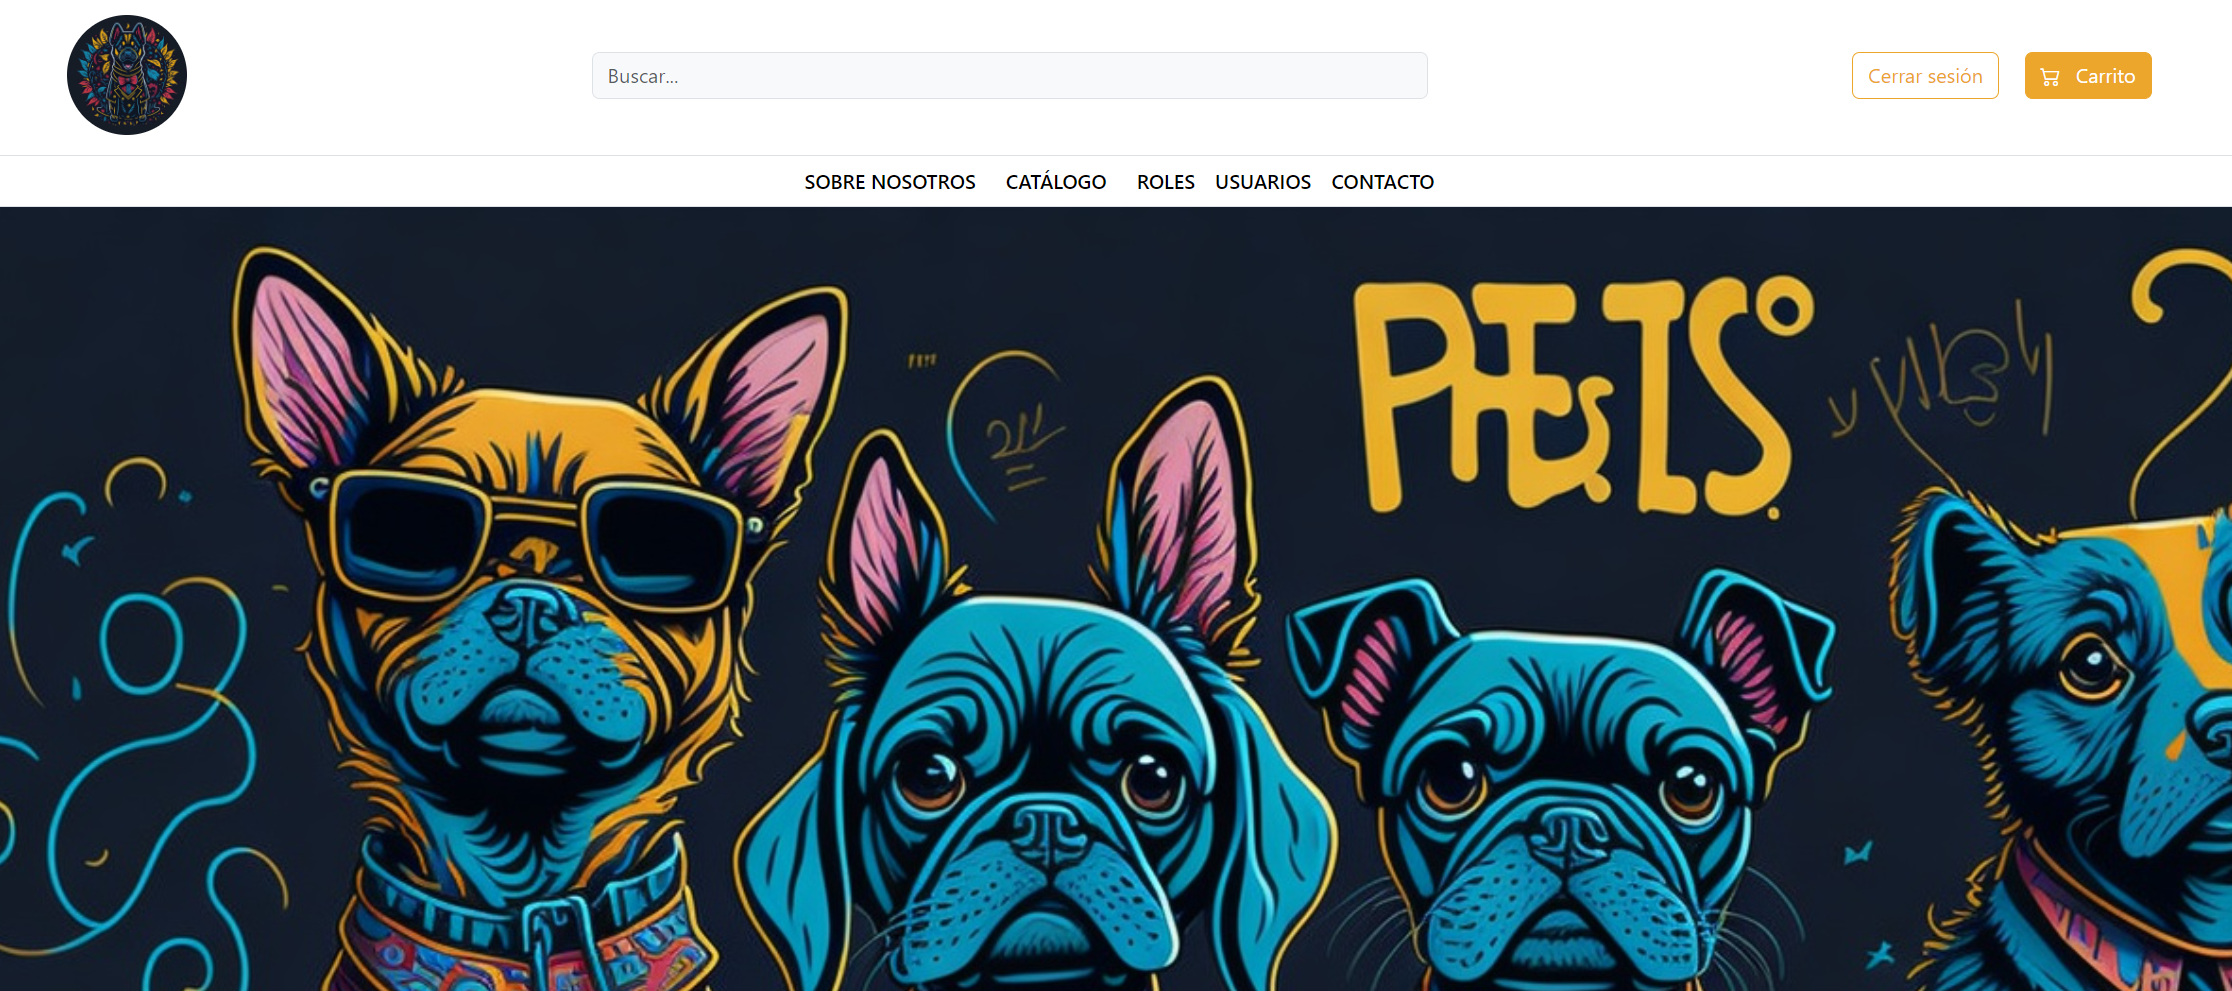 Buscar...
Cerrar sesión
Carrito
SOBRE NOSOTROS CATÁLOGO ROLES USUARIOS CONTACTO